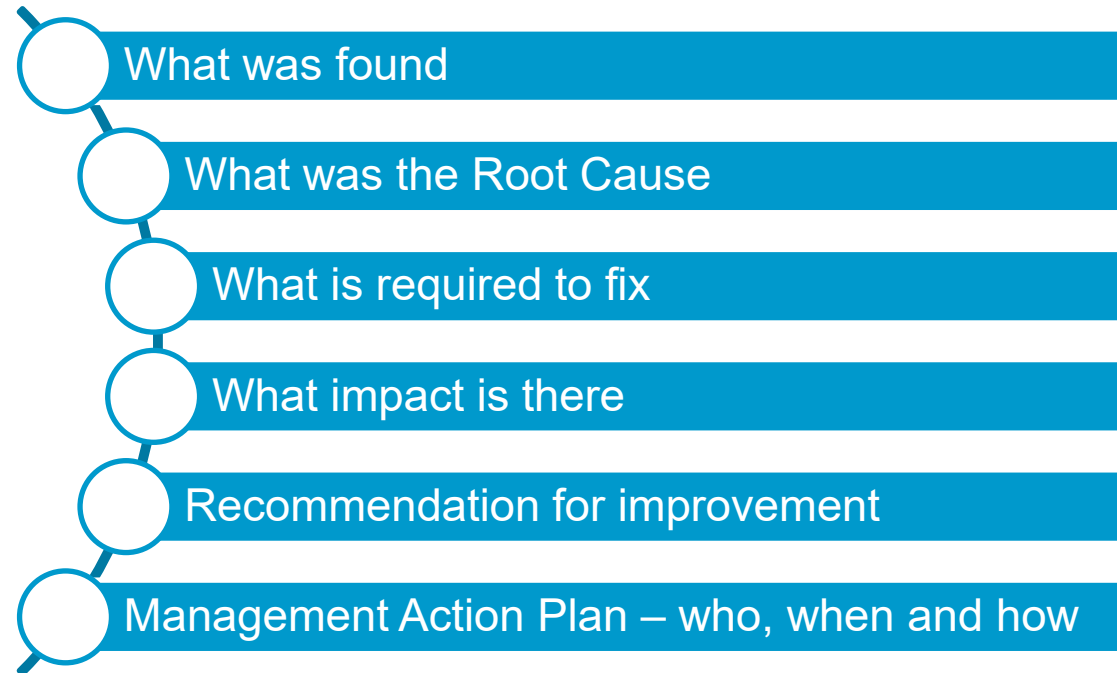 What was found
What was the Root Cause
What is required to fix
What impact is there
Recommendation for improvement
Management Action Plan – who, when and how